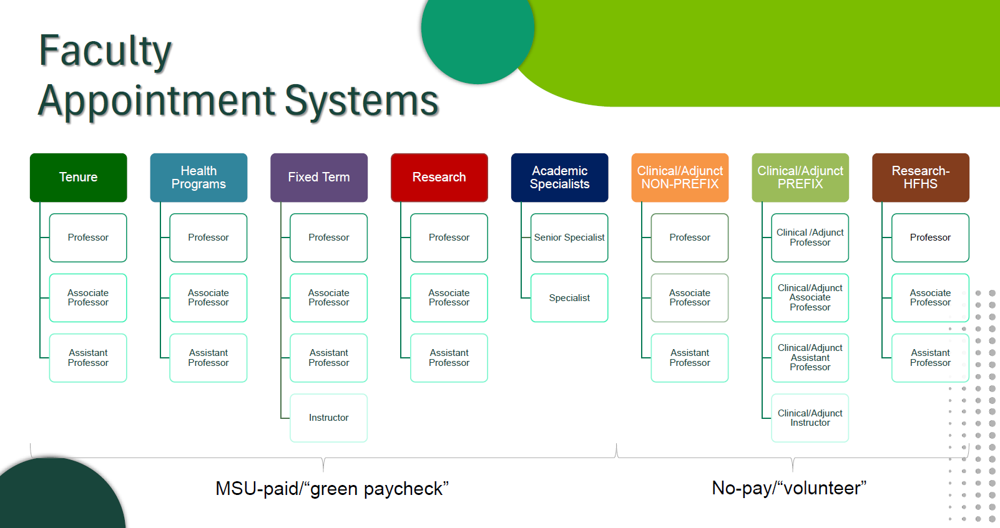 Faculty
Appointment Systems
Tenure
Professor
Associate
Professor
Assistant
Professor
Health
Programs
Professor
Associate
Professor
Assistant
Professor
Fixed Term
Professor
Associate
Professor
Assistant
Professor
Instructor
Research
Professor
Associate
Professor
Assistant
Professor
Academic
Specialists
Senior Specialist
Specialist
Clinical/Adjunct
NON-PREFIX
Professor
Associate
Professor
Assistant
Professor
Clinical/Adjunct
PREFIX
Clinical /Adjunct
Professor
Clinical/Adjunct
Associate
Professor
Clinical/Adjunct
Assistant
Professor
Clinical/Adjunct
Instructor
Research-
HFHS
Professor
Associate
Professor
Assistant
Professor
MSU-paid/“green paycheck”
No-pay/“volunteer”